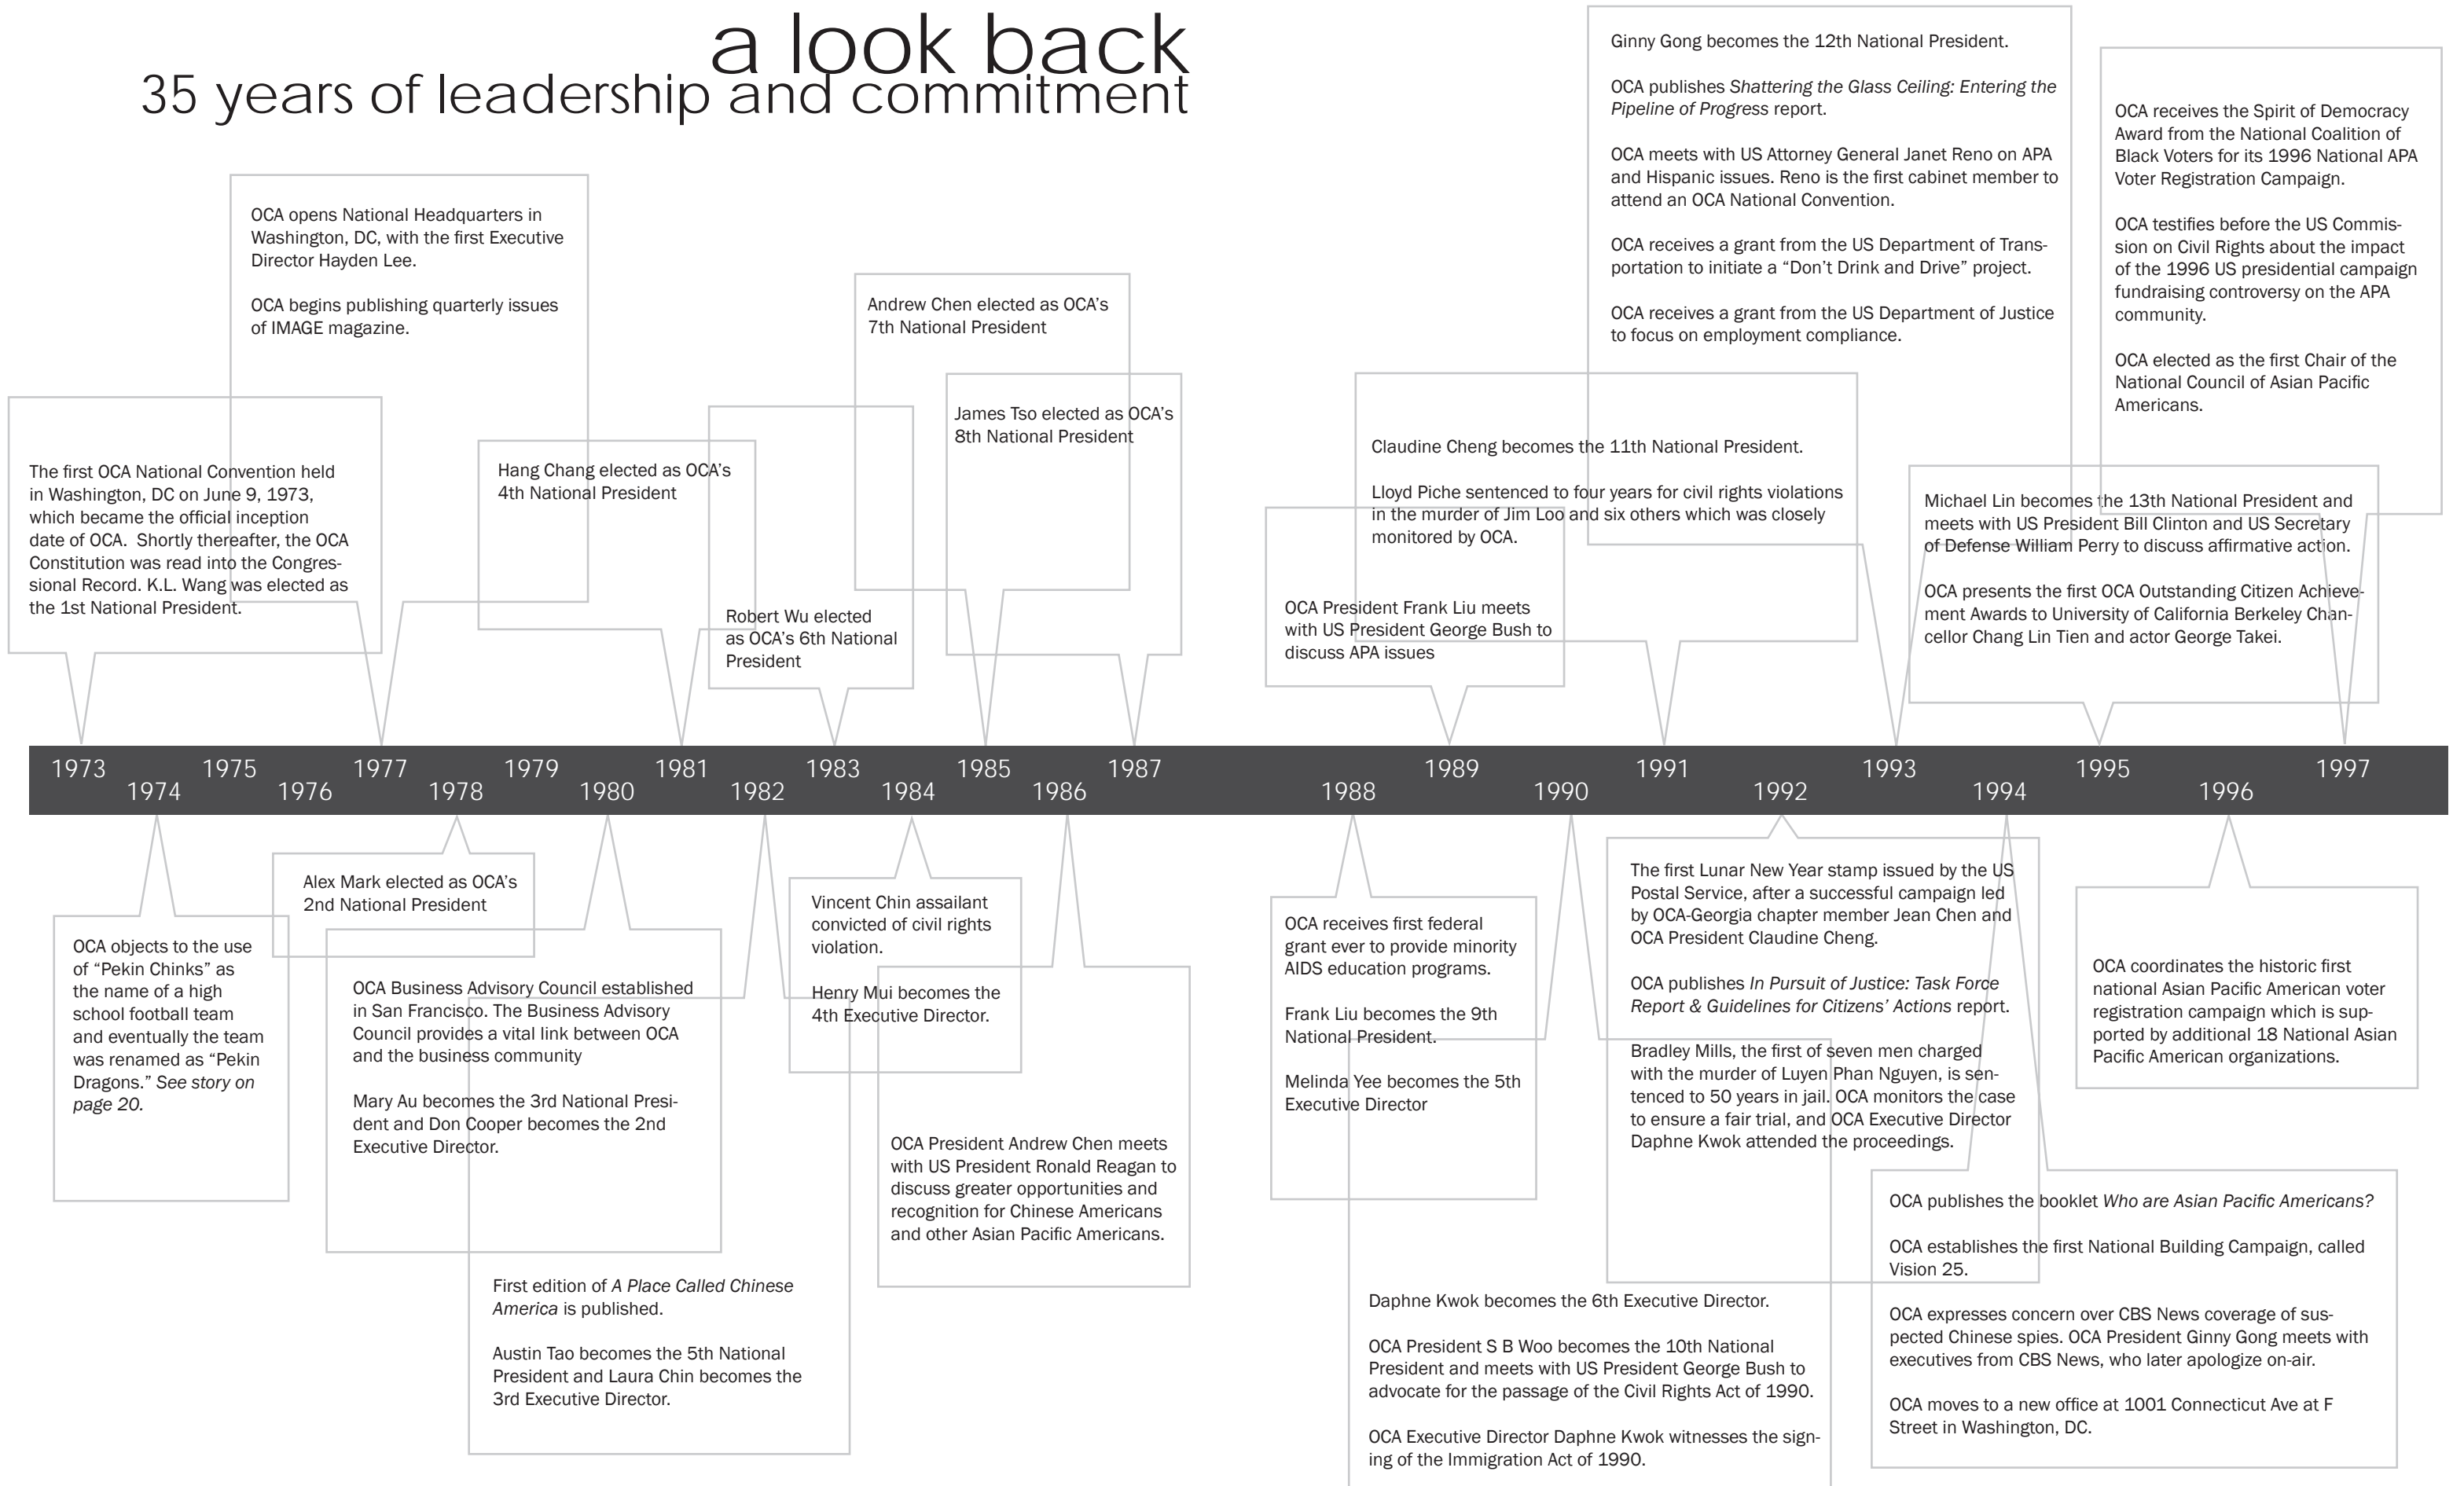 a look back
35 years of leadership and commitment
The first OCA National Convention held
in Washington, DC on June 9, 1973,
which became the official inception
date of OCA.  Shortly thereafter, the OCA
Constitution was read into the Congres-
sional Record. K.L. Wang was elected as
the 1st National President.
OCA opens National Headquarters in
Washington, DC, with the first Executive
Director Hayden Lee.
OCA begins publishing quarterly issues
of IMAGE magazine.
Hang Chang elected as OCA's
4th National President
Robert Wu elected
as OCA's 6th National
President
Andrew Chen elected as OCA's
7th National President
James Tso elected as OCA's
8th National President
OCA President Frank Liu meets
with US President George Bush to
discuss APA issues
Claudine Cheng becomes the 11th National President.
Lloyd Piche sentenced to four years for civil rights violations
in the murder of Jim Loo and six others which was closely
monitored by OCA.
Ginny Gong becomes the 12th National President.
OCA publishes Shattering the Glass Ceiling: Entering the
Pipeline of Progress report.
OCA meets with US Attorney General Janet Reno on APA
and Hispanic issues. Reno is the first cabinet member to
attend an OCA National Convention.
OCA receives a grant from the US Department of Trans-
portation to initiate a “Don’t Drink and Drive” project.
OCA receives a grant from the US Department of Justice
to focus on employment compliance.
Michael Lin becomes the 13th National President and
meets with US President Bill Clinton and US Secretary
of Defense William Perry to discuss affirmative action.
OCA presents the first OCA Outstanding Citizen Achieve-
ment Awards to University of California Berkeley Chan-
cellor Chang Lin Tien and actor George Takei.
OCA receives the Spirit of Democracy
Award from the National Coalition of
Black Voters for its 1996 National APA
Voter Registration Campaign.
OCA testifies before the US Commis-
sion on Civil Rights about the impact
of the 1996 US presidential campaign
fundraising controversy on the APA
community.
OCA elected as the first Chair of the
National Council of Asian Pacific
Americans.
1973 1975 1977 1979 1981 1983 1985 1987 1989 1991 1993 1995 1997
1974 1976 1978 1980 1982 1984 1986 1988 1990 1992 1994 1996
OCA objects to the use
of “Pekin Chinks” as
the name of a high
school football team
and eventually the team
was renamed as “Pekin
Dragons.” See story on
page 20.
Alex Mark elected as OCA’s
2nd National President
OCA Business Advisory Council established
in San Francisco. The Business Advisory
Council provides a vital link between OCA
and the business community
Mary Au becomes the 3rd National Presi-
dent and Don Cooper becomes the 2nd
Executive Director.
First edition of A Place Called Chinese
America is published.
Austin Tao becomes the 5th National
President and Laura Chin becomes the
3rd Executive Director.
Vincent Chin assailant
convicted of civil rights
violation.
Henry Mui becomes the
4th Executive Director.
OCA President Andrew Chen meets
with US President Ronald Reagan to
discuss greater opportunities and
recognition for Chinese Americans
and other Asian Pacific Americans.
OCA receives first federal
grant ever to provide minority
AIDS education programs.
Frank Liu becomes the 9th
National President.
Melinda Yee becomes the 5th
Executive Director
Daphne Kwok becomes the 6th Executive Director.
OCA President S B Woo becomes the 10th National
President and meets with US President George Bush to
advocate for the passage of the Civil Rights Act of 1990.
OCA Executive Director Daphne Kwok witnesses the sign-
ing of the Immigration Act of 1990.
The first Lunar New Year stamp issued by the US
Postal Service, after a successful campaign led
by OCA-Georgia chapter member Jean Chen and
OCA President Claudine Cheng.
OCA publishes In Pursuit of Justice: Task Force
Report & Guidelines for Citizens’ Actions report.
Bradley Mills, the first of seven men charged
with the murder of Luyen Phan Nguyen, is sen-
tenced to 50 years in jail. OCA monitors the case
to ensure a fair trial, and OCA Executive Director
Daphne Kwok attended the proceedings.
OCA publishes the booklet Who are Asian Pacific Americans?
OCA establishes the first National Building Campaign, called
Vision 25.
OCA expresses concern over CBS News coverage of sus-
pected Chinese spies. OCA President Ginny Gong meets with
executives from CBS News, who later apologize on-air.
OCA moves to a new office at 1001 Connecticut Ave at F
Street in Washington, DC.
OCA coordinates the historic first
national Asian Pacific American voter
registration campaign which is sup-
ported by additional 18 National Asian
Pacific American organizations.